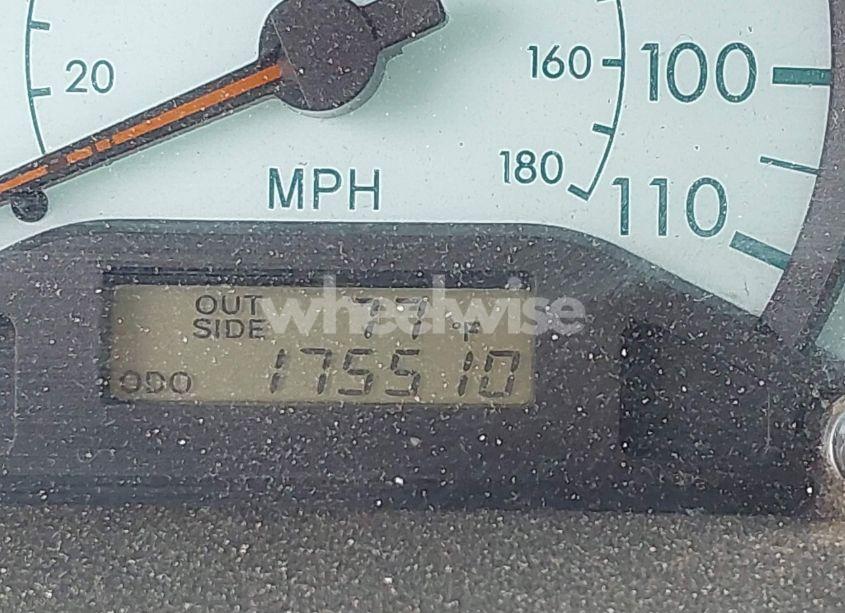 20
160
100
180
110
MPH
OUT SIDE 77 °F
ODO 175510
wheelwise